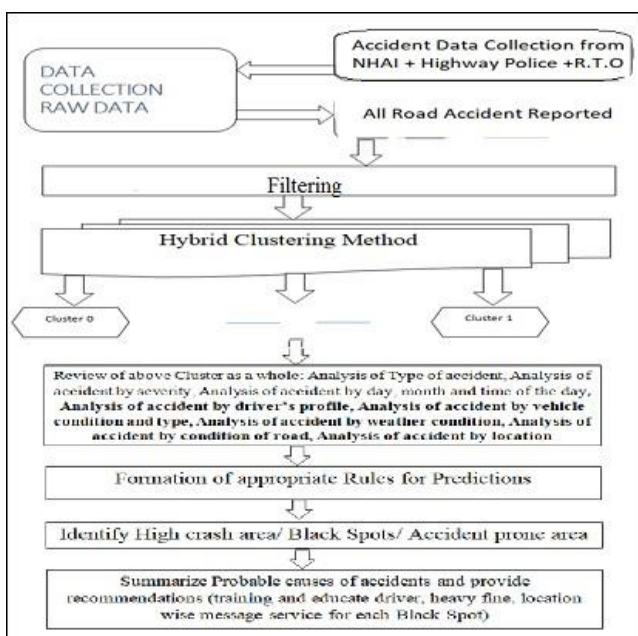 Accident Data Collection from
NHAI + Highway Police +R.T.O
DATA
COLLECTION
RAW DATA
All Road Accident Reported
Filtering
Hybrid Clustering Method
Cluster 0
Cluster 1
Review of above Cluster as a whole: Analysis of Type of accident, Analysis of
accident by severity, Analysis of accident by day, month and time of the day,
Analysis of accident by driver's profile, Analysis of accident by vehicle
condition and type, Analysis of accident by weather condition, Analysis of
accident by condition of road, Analysis of accident by location
Formation of appropriate Rules for Predictions
Identify High crash area/ Black Spots/ Accident prone area
Summarize Probable causes of accidents and provide
recommendations (training and educate driver, heavy fine, location
wise message service for each Black Spot)